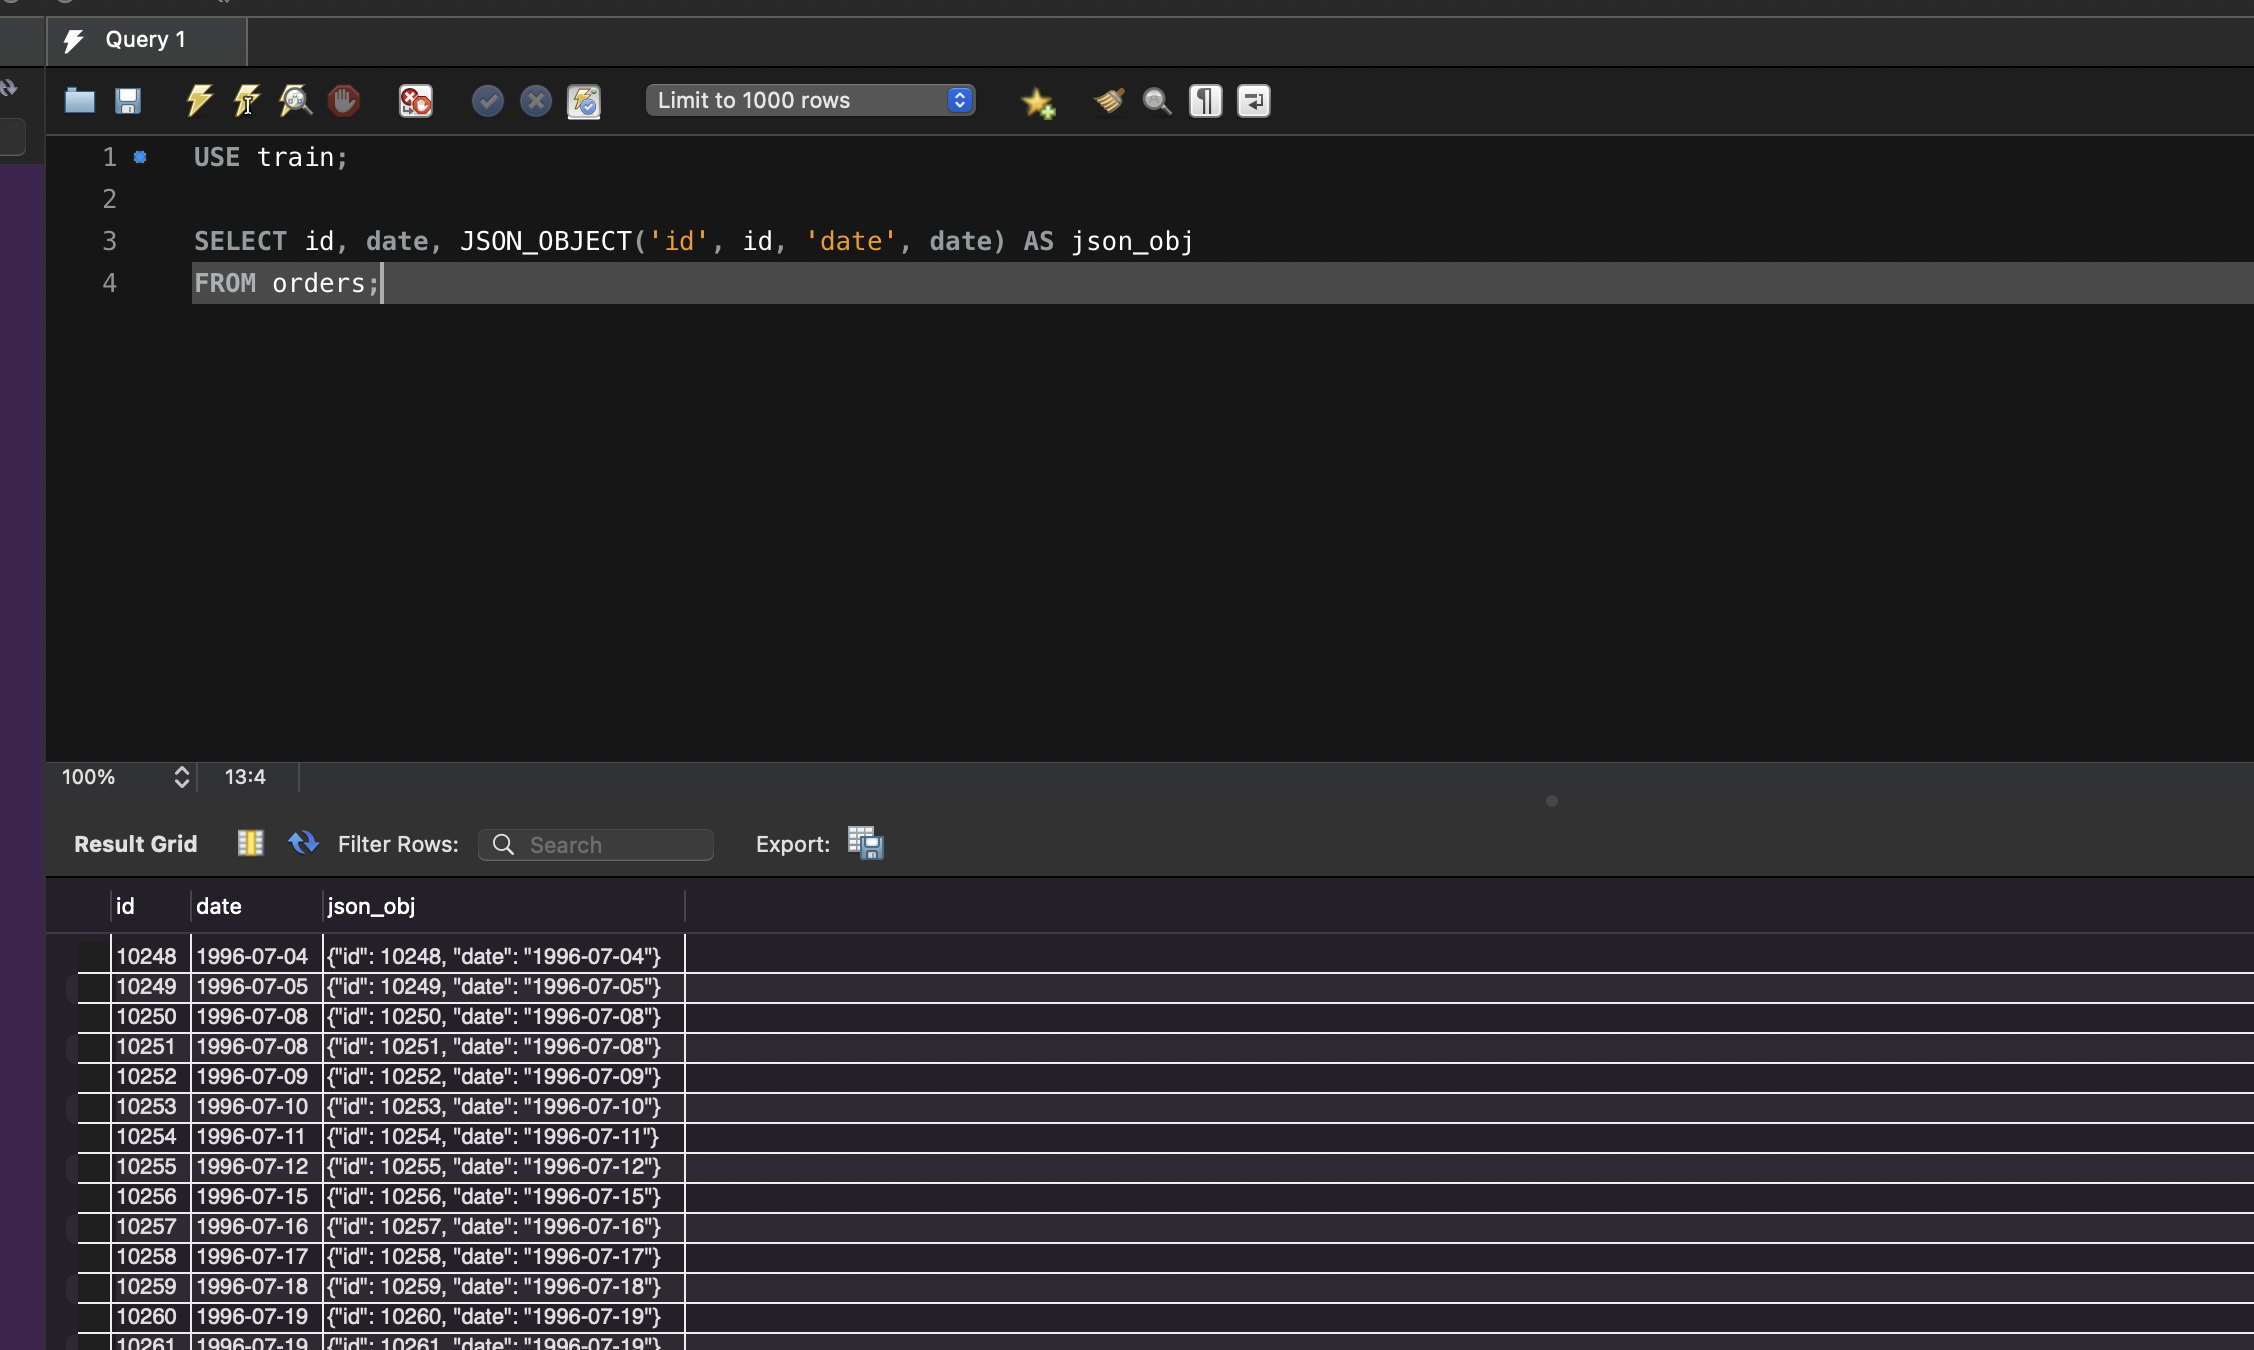 Query 1
Limit to 1000 rows
1 USE train;
2
3 SELECT id, date, JSON_OBJECT('id', id, 'date', date) AS json_obj
4 FROM orders;
100% 13:4
Result Grid Filter Rows: Search Export:
id date json_obj
10248 1996-07-04 {"id": 10248, "date": "1996-07-04"}
10249 1996-07-05 {"id": 10249, "date": "1996-07-05"}
10250 1996-07-08 {"id": 10250, "date": "1996-07-08"}
10251 1996-07-08 {"id": 10251, "date": "1996-07-08"}
10252 1996-07-09 {"id": 10252, "date": "1996-07-09"}
10253 1996-07-10 {"id": 10253, "date": "1996-07-10"}
10254 1996-07-11 {"id": 10254, "date": "1996-07-11"}
10255 1996-07-12 {"id": 10255, "date": "1996-07-12"}
10256 1996-07-15 {"id": 10256, "date": "1996-07-15"}
10257 1996-07-16 {"id": 10257, "date": "1996-07-16"}
10258 1996-07-17 {"id": 10258, "date": "1996-07-17"}
10259 1996-07-18 {"id": 10259, "date": "1996-07-18"}
10260 1996-07-19 {"id": 10260, "date": "1996-07-19"}
10261 1996-07-19 {"id": 10261, "date": "1996-07-19"}